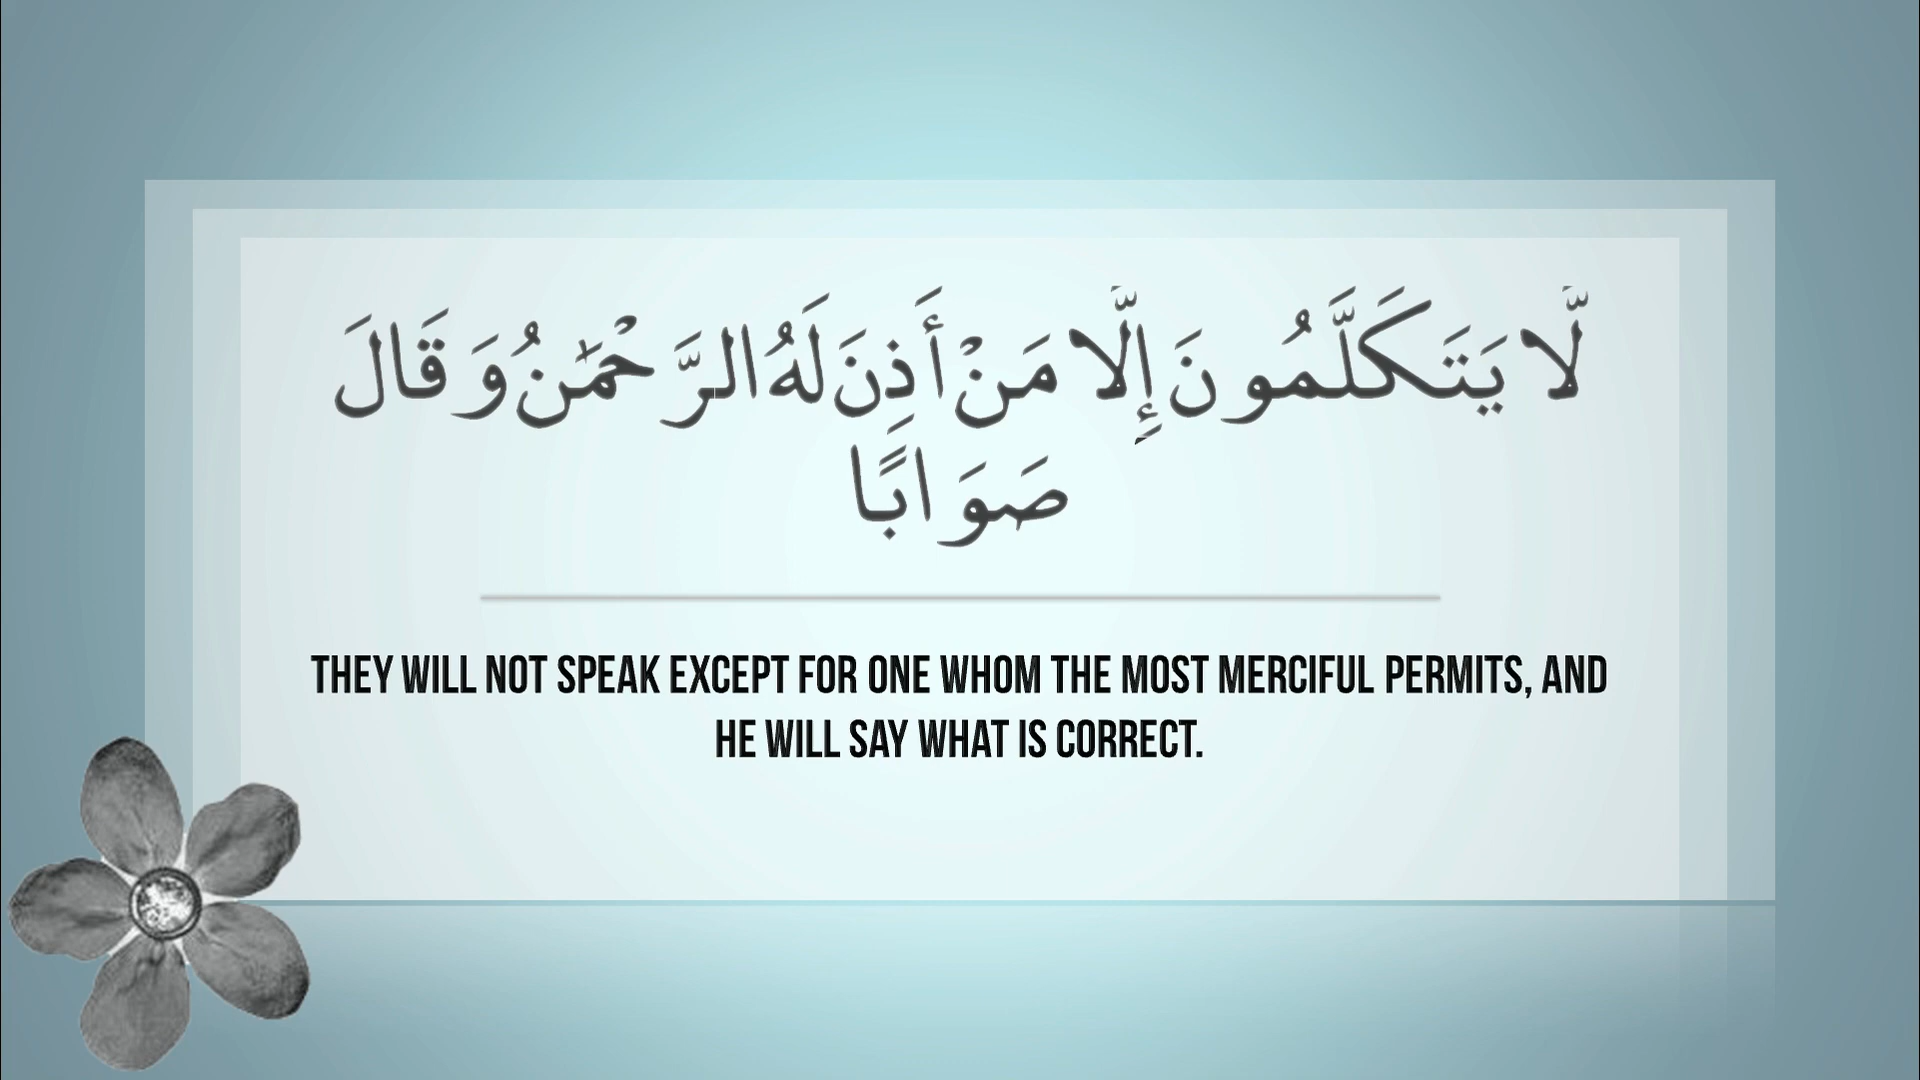 لَّا يَتَكَلَّمُونَ إِلَّا مَنْ أَذِنَ لَهُ الرَّحْمَٰنُ وَقَالَ
صَوَابًا
THEY WILL NOT SPEAK EXCEPT FOR ONE WHOM THE MOST MERCIFUL PERMITS, AND
HE WILL SAY WHAT IS CORRECT.